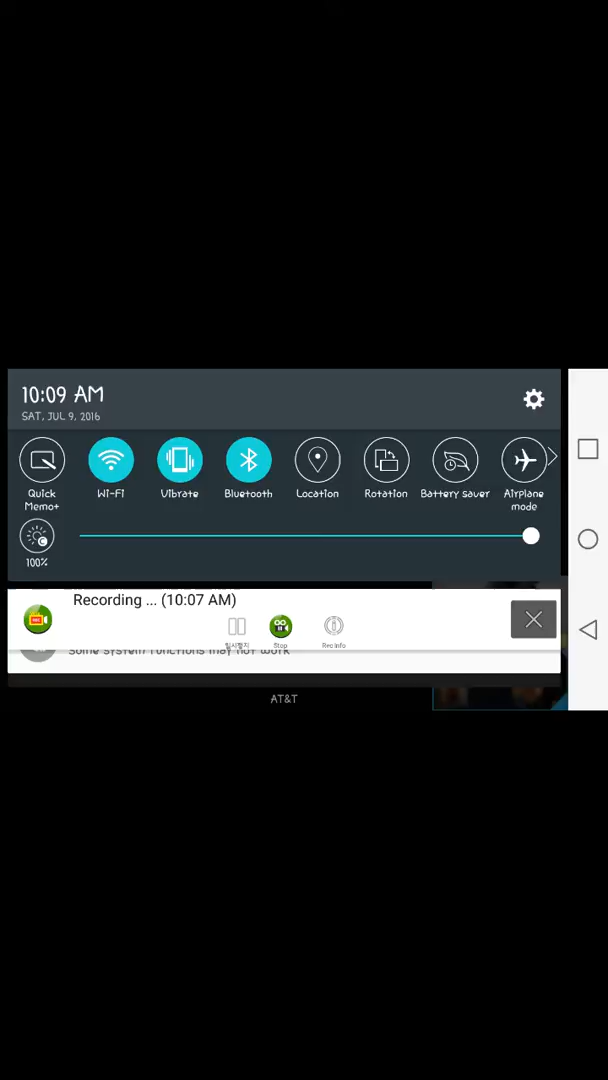 10:09 AM
SAT, JUL 9, 2016
Quick Memo+
Wi-Fi
Vibrate
Bluetooth
Location
Rotation
Battery saver
Airplane mode
100%
Recording ... (10:07 AM)
일시정지
Stop
Rec Info
Some system functions may not work
AT&T